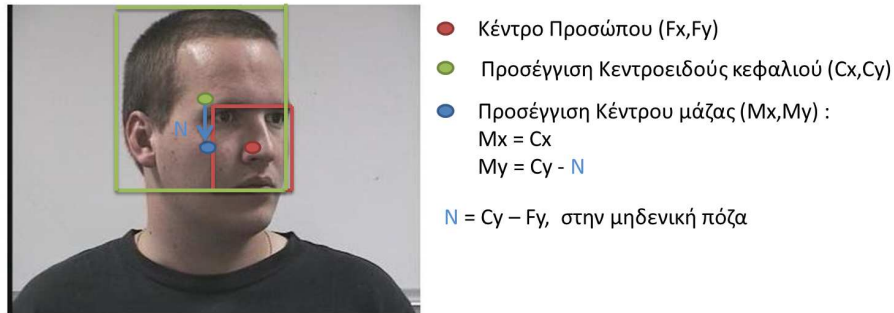 Κέντρο Προσώπου (Fx,Fy)
Προσέγγιση Κεντροειδούς κεφαλιού (Cx,Cy)
Προσέγγιση Κέντρου μάζας (Mx,My) :
Mx = Cx
My = Cy - N
N
N = Cy – Fy, στην μηδενική πόζα